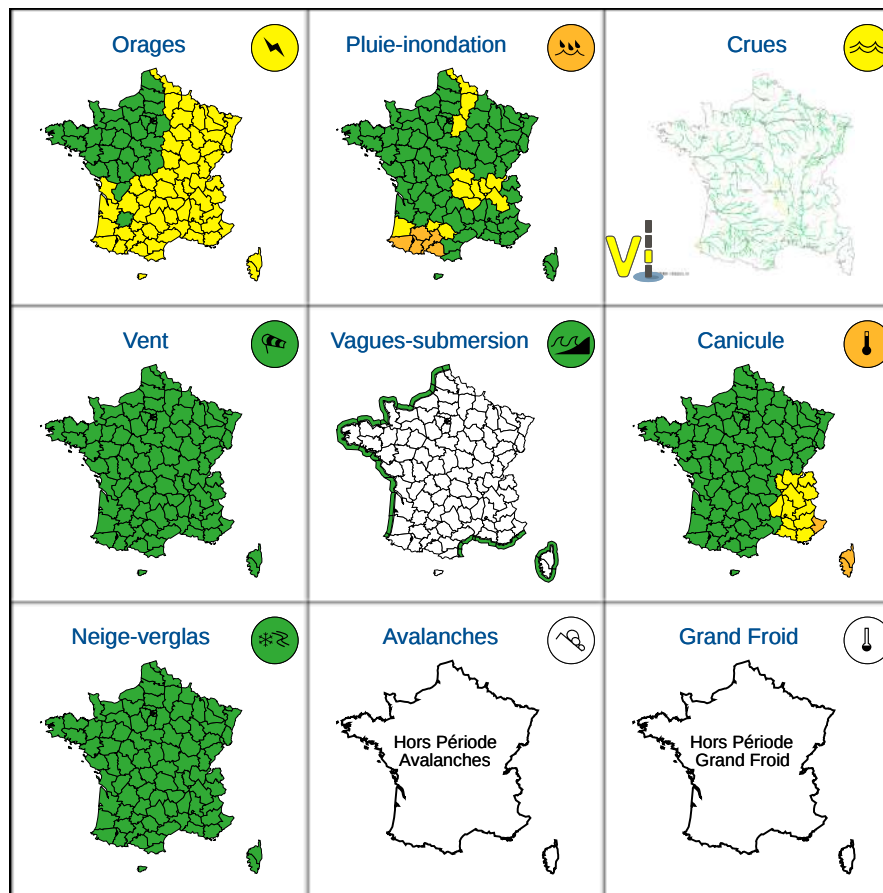 Orages
Pluie-inondation
Crues
Vent
Vagues-submersion
Canicule
Neige-verglas
Avalanches
Grand Froid
Hors Période
Avalanches
Hors Période
Grand Froid